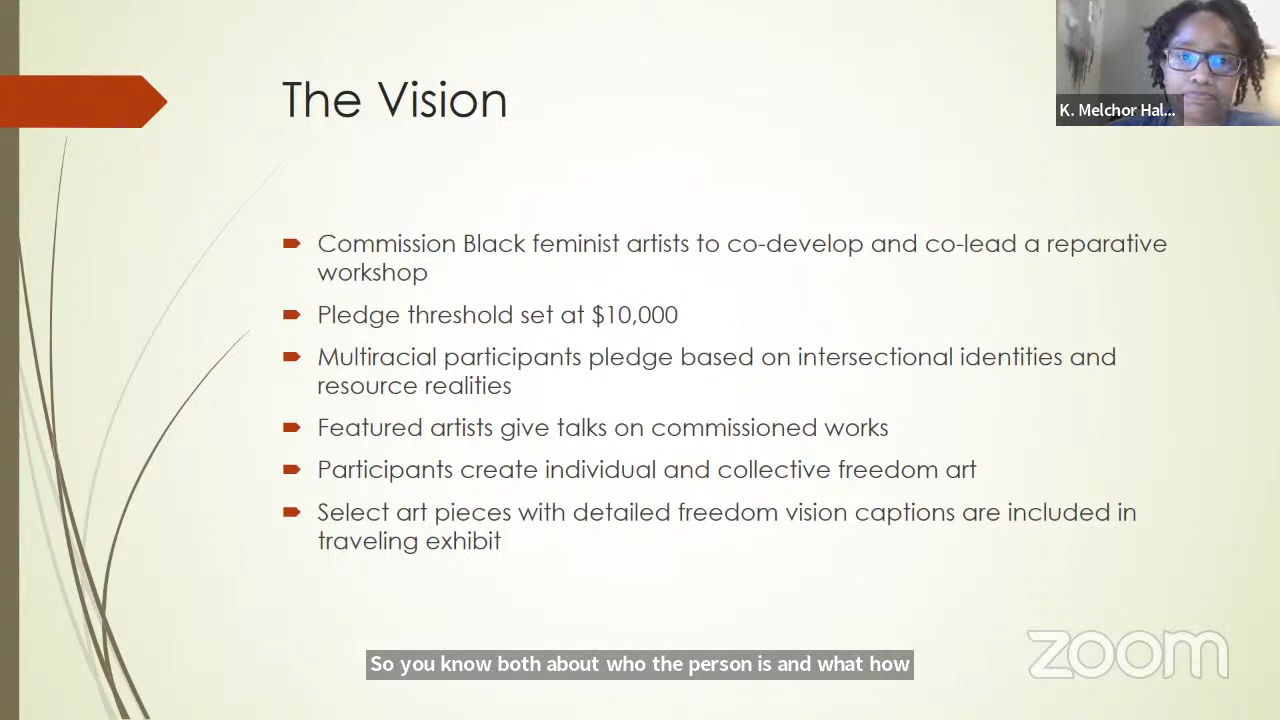 The Vision
K. Melchor Hal...
Commission Black feminist artists to co-develop and co-lead a reparative
workshop
Pledge threshold set at $10,000
Multiracial participants pledge based on intersectional identities and
resource realities
Featured artists give talks on commissioned works
Participants create individual and collective freedom art
Select art pieces with detailed freedom vision captions are included in
traveling exhibit
So you know both about who the person is and what how
zoom